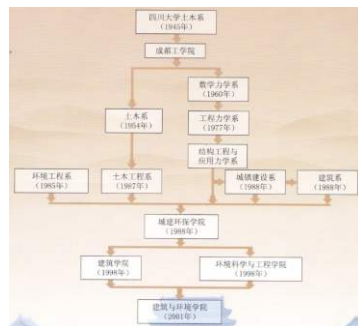 四川大学土木系
(1945年)
成都工学院
数学力学系
(1960年)
土木系
(1954年)
工程力学系
(1977年)
结构工程与
应用力学系
环境工程系
(1985年)
土木工程系
(1987年)
城镇建设系
(1988年)
建筑系
(1988年)
城建环保学院
(1988年)
建筑学院
(1998年)
环境科学与工程学院
(1998年)
建筑与环境学院
(2001年)